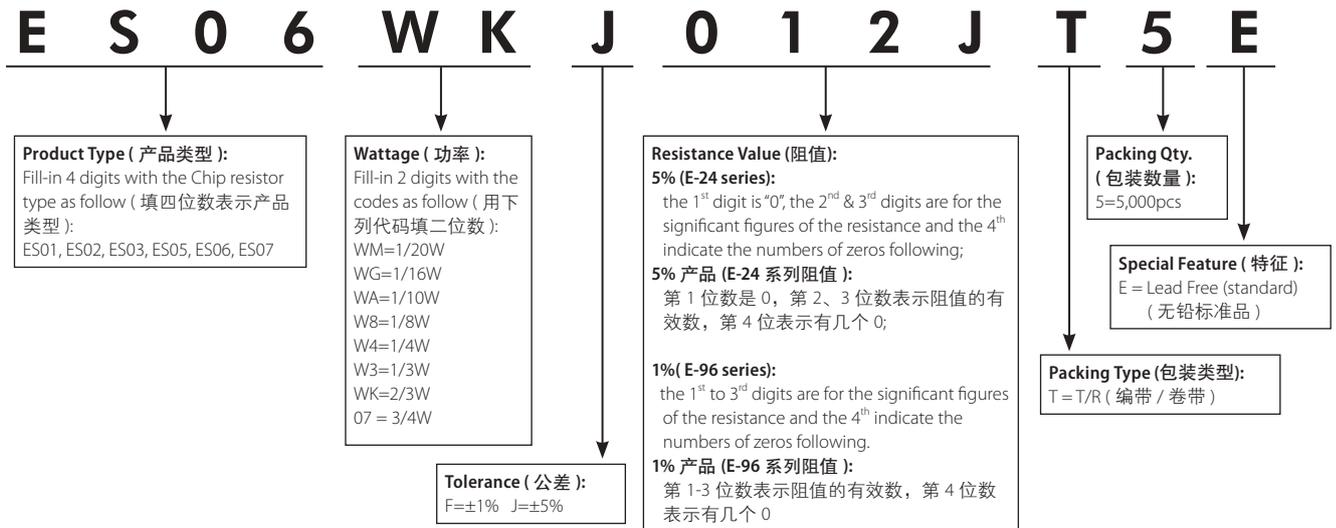 E S 0 6 W K J 0 1 2 J T 5 E
Product Type ( 产品类型 ):
Fill-in 4 digits with the Chip resistor
type as follow ( 填四位数表示产品
类型 ):
ES01, ES02, ES03, ES05, ES06, ES07
Wattage ( 功率 ):
Fill-in 2 digits with the
codes as follow ( 用下
列代码填二位数 ):
WM=1/20W
WG=1/16W
WA=1/10W
W8=1/8W
W4=1/4W
W3=1/3W
WK=2/3W
07 = 3/4W
Tolerance ( 公差 ):
F=±1% J=±5%
Resistance Value (阻值):
5% (E-24 series):
the 1st digit is "0", the 2nd & 3rd digits are for the
significant figures of the resistance and the 4th
indicate the numbers of zeros following;
5% 产品 (E-24 系列阻值 ):
第 1 位数是 0，第 2、3 位数表示阻值的有
效数，第 4 位表示有几个 0;
1%( E-96 series):
the 1st to 3rd digits are for the significant figures
of the resistance and the 4th indicate the
numbers of zeros following.
1% 产品 (E-96 系列阻值 ):
第 1-3 位数表示阻值的有效数，第 4 位数
表示有几个 0
Packing Qty.
( 包装数量 ):
5=5,000pcs
Special Feature ( 特征 ):
E = Lead Free (standard)
( 无铅标准品 )
Packing Type (包装类型):
T = T/R ( 编带 / 卷带 )